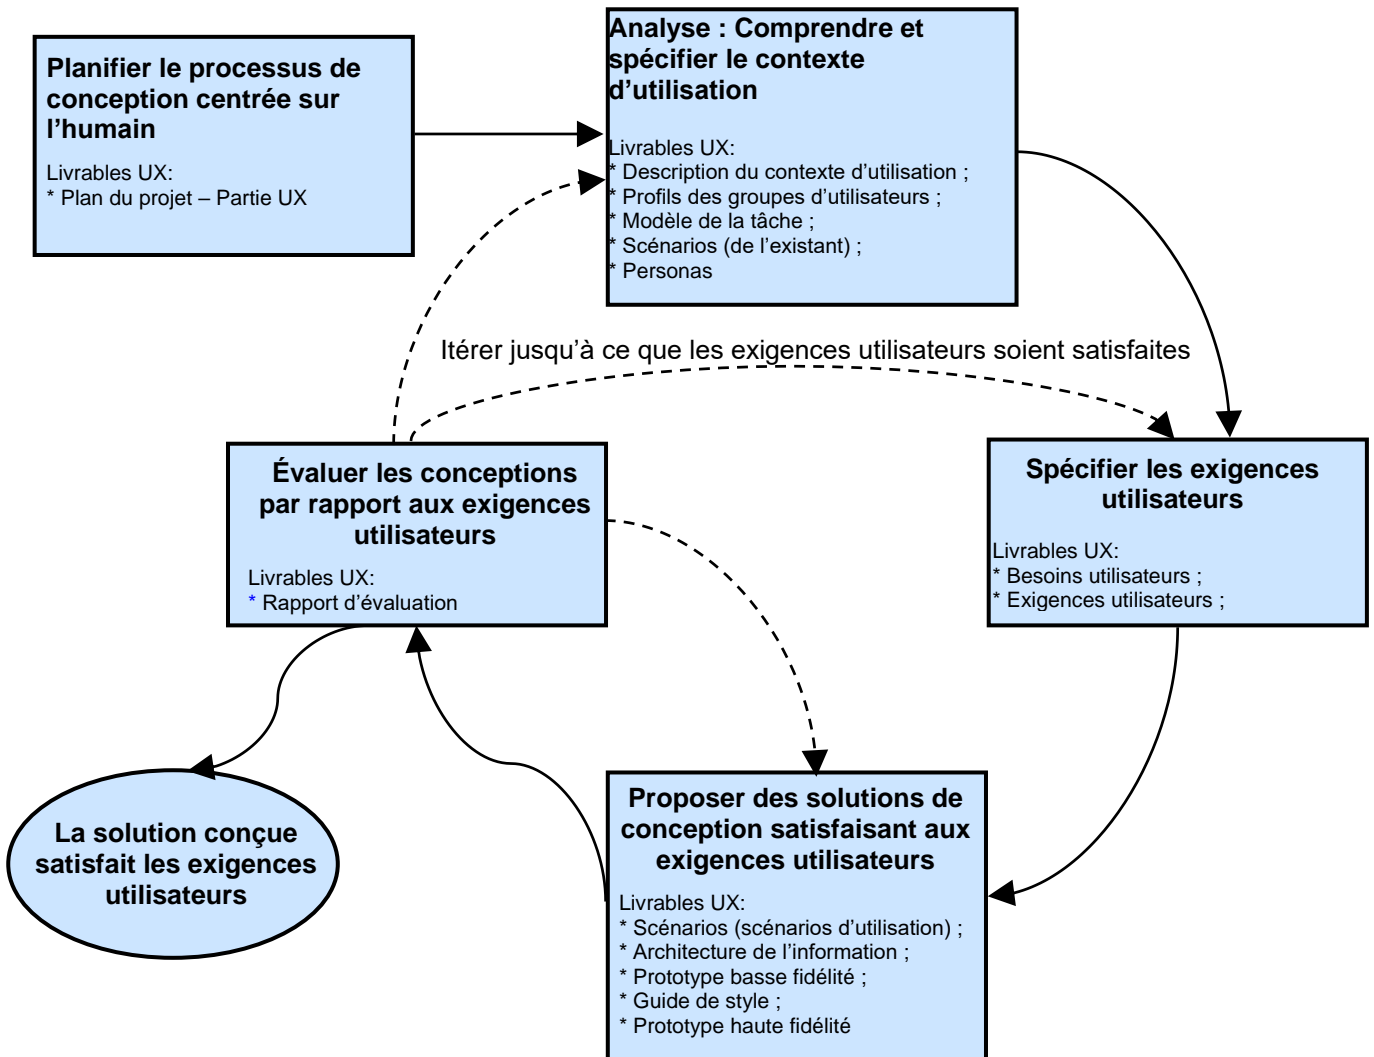 Planifier le processus de
conception centrée sur
l’humain
Livrables UX:
* Plan du projet – Partie UX
Analyse : Comprendre et
spécifier le contexte
d’utilisation
Livrables UX:
* Description du contexte d’utilisation ;
* Profils des groupes d’utilisateurs ;
* Modèle de la tâche ;
* Scénarios (de l’existant) ;
* Personas
Itérer jusqu’à ce que les exigences utilisateurs soient satisfaites
Évaluer les conceptions
par rapport aux exigences
utilisateurs
Livrables UX:
* Rapport d’évaluation
Spécifier les exigences
utilisateurs
Livrables UX:
* Besoins utilisateurs ;
* Exigences utilisateurs ;
La solution conçue
satisfait les exigences
utilisateurs
Proposer des solutions de
conception satisfaisant aux
exigences utilisateurs
Livrables UX:
* Scénarios (scénarios d’utilisation) ;
* Architecture de l’information ;
* Prototype basse fidélité ;
* Guide de style ;
* Prototype haute fidélité